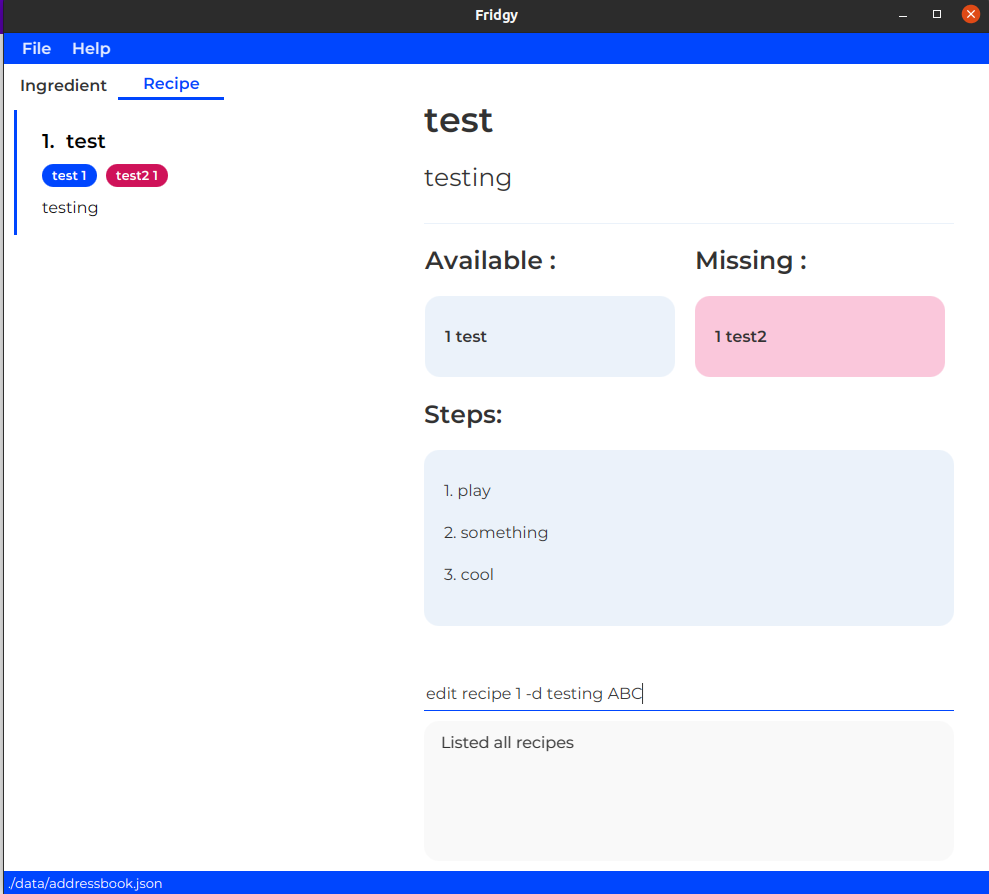 Fridgy
File Help
Ingredient Recipe
1. test
test 1 test2 1
testing
test
testing
Available : Missing :
1 test 1 test2
Steps:
1. play
2. something
3. cool
edit recipe 1 -d testing ABC
Listed all recipes
./data/addressbook.json